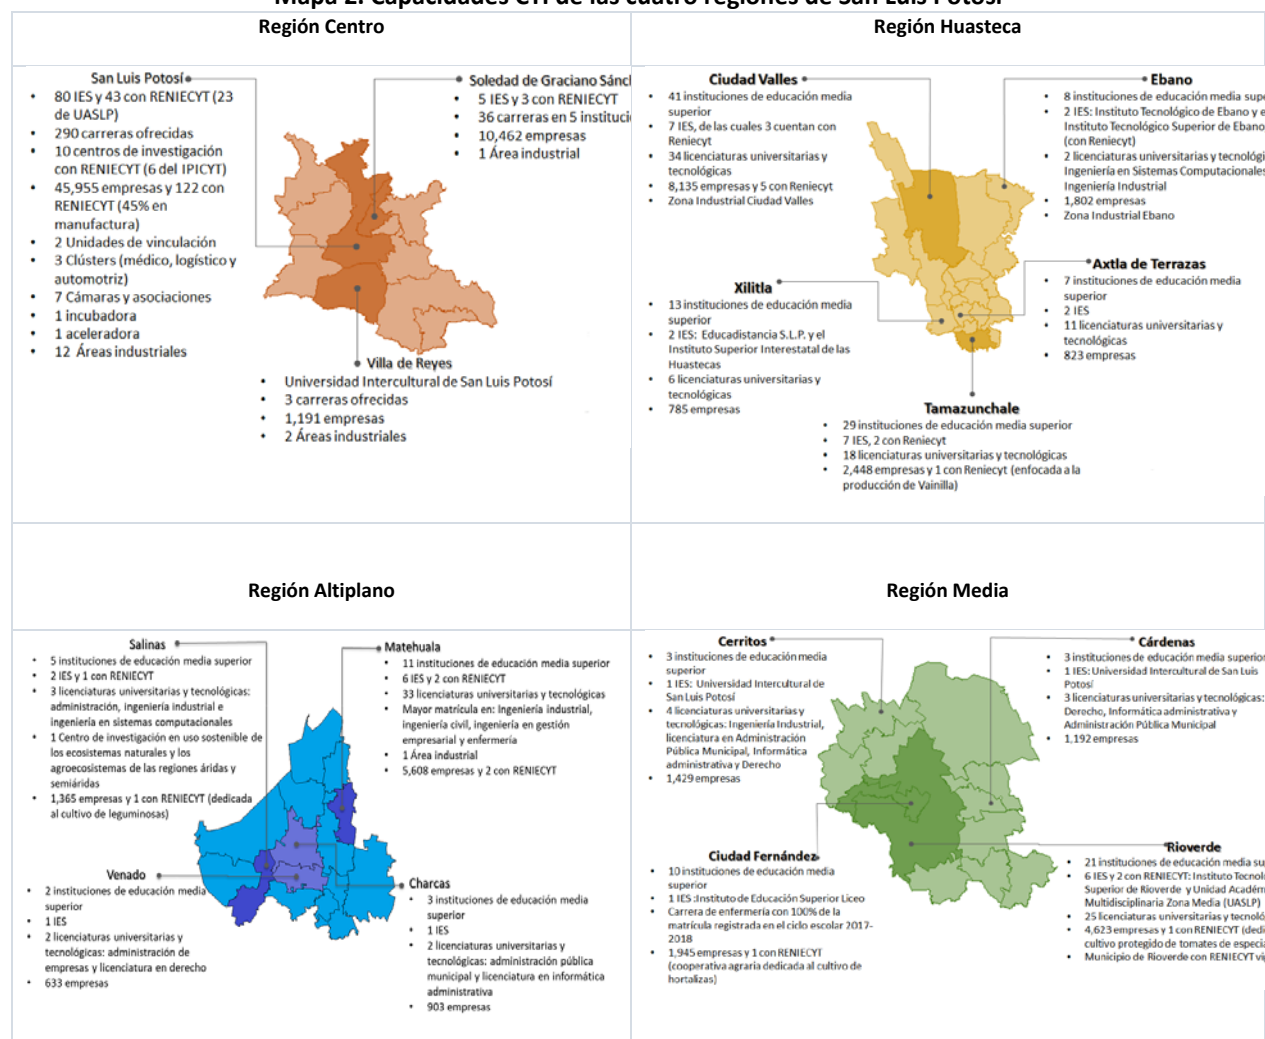 Mapa 2. Capacidades CTI de las cuatro regiones de San Luis Potosí
Región Centro
San Luis Potosí
• 80 IES y 43 con RENIECYT (23
de UASLP)
• 290 carreras ofrecidas
• 10 centros de investigación
con RENIECYT (6 del IPICYT)
• 45,955 empresas y 122 con
RENIECYT (45% en
manufactura)
• 2 Unidades de vinculación
• 3 Clústers (médico, logístico y
automotriz)
• 7 Cámaras y asociaciones
• 1 incubadora
• 1 aceleradora
• 12 Áreas industriales
Soledad de Graciano Sánc
• 5 IES y 3 con RENIECYT
• 36 carreras en 5 instituci
• 10,462 empresas
• 1 Área industrial
Villa de Reyes
• Universidad Intercultural de San Luis Potosí
• 3 carreras ofrecidas
• 1,191 empresas
• 2 Áreas industriales
Región Huasteca
Ciudad Valles
• 41 instituciones de educación media
superior
• 7 IES, de las cuales 3 cuentan con
Reniecyt
• 34 licenciaturas universitarias y
tecnológicas
• 8,135 empresas y 5 con Reniecyt
• Zona Industrial Ciudad Valles
Ebano
• 8 instituciones de educación media supe
• 2 IES: Instituto Tecnológico de Ebano y e
Instituto Tecnológico Superior de Ebano
(con Reniecyt)
• 2 licenciaturas universitarias y tecnológi
Ingeniería en Sistemas Computacionales
Ingeniería Industrial
• 1,802 empresas
• Zona Industrial Ebano
Xilitla
• 13 instituciones de educación media
superior
• 2 IES: Educadistancia S.L.P. y el
Instituto Superior Interestatal de las
Huastecas
• 6 licenciaturas universitarias y
tecnológicas
• 785 empresas
Axtla de Terrazas
• 7 instituciones de educación media
superior
• 2 IES
• 11 licenciaturas universitarias y
tecnológicas
• 823 empresas
Tamazunchale
• 29 instituciones de educación media superior
• 7 IES, 2 con Reniecyt
• 18 licenciaturas universitarias y tecnológicas
• 2,448 empresas y 1 con Reniecyt (enfocada a la
producción de Vainilla)
Región Altiplano
Salinas
• 5 instituciones de educación media superior
• 2 IES y 1 con RENIECYT
• 3 licenciaturas universitarias y tecnológicas:
administración, ingeniería industrial e
ingeniería en sistemas computacionales
• 1 Centro de investigación en uso sostenible de
los ecosistemas naturales y los
agroecosistemas de las regiones áridas y
semiáridas
• 1,365 empresas y 1 con RENIECYT (dedicada
al cultivo de leguminosas)
Matehuala
• 11 instituciones de educación media superior
• 6 IES y 2 con RENIECYT
• 33 licenciaturas universitarias y tecnológicas
• Mayor matrícula en: Ingeniería industrial,
ingeniería civil, ingeniería en gestión
empresarial y enfermería
• 1 Área industrial
• 5,608 empresas y 2 con RENIECYT
Venado
• 2 instituciones de educación media
superior
• 1 IES
• 2 licenciaturas universitarias y
tecnológicas: administración de
empresas y licenciatura en derecho
• 633 empresas
Charcas
• 3 instituciones de educación media
superior
• 1 IES
• 2 licenciaturas universitarias y
tecnológicas: administración pública
municipal y licenciatura en informática
administrativa
• 903 empresas
Región Media
Cerritos
• 3 instituciones de educación media
superior
• 1 IES: Universidad Intercultural de
San Luis Potosí
• 4 licenciaturas universitarias y
tecnológicas: Ingeniería Industrial,
licenciatura en Administración
Pública Municipal, Informática
administrativa y Derecho
• 1,429 empresas
Cárdenas
• 3 instituciones de educación media superior
• 1 IES: Universidad Intercultural de San Luis
Potosí
• 3 licenciaturas universitarias y tecnológicas:
Derecho, Informática administrativa y
Administración Pública Municipal
• 1,192 empresas
Ciudad Fernández
• 10 instituciones de educación media
superior
• 1 IES :Instituto de Educación Superior Liceo
• Carrera de enfermería con 100% de la
matrícula registrada en el ciclo escolar 2017-
2018
• 1,945 empresas y 1 con RENIECYT
(cooperativa agraria dedicada al cultivo de
hortalizas)
Rioverde
• 21 instituciones de educación media su
• 6 IES y 2 con RENIECYT: Instituto Tecnol
Superior de Rioverde y Unidad Académ
Multidisciplinaria Zona Media (UASLP)
• 25 licenciaturas universitarias y tecnoló
• 4,623 empresas y 1 con RENIECYT (dedi
cultivo protegido de tomates de especia
• Municipio de Rioverde con RENIECYT vi